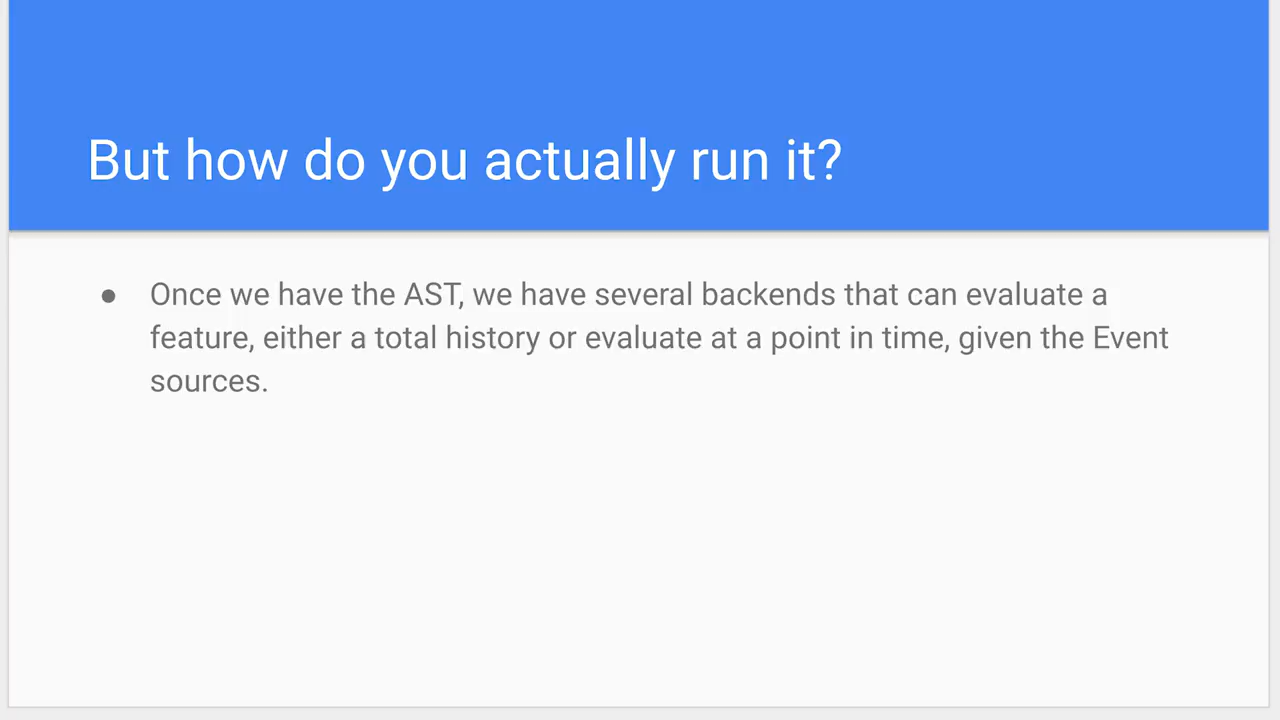 But how do you actually run it?
● Once we have the AST, we have several backends that can evaluate a
feature, either a total history or evaluate at a point in time, given the Event
sources.